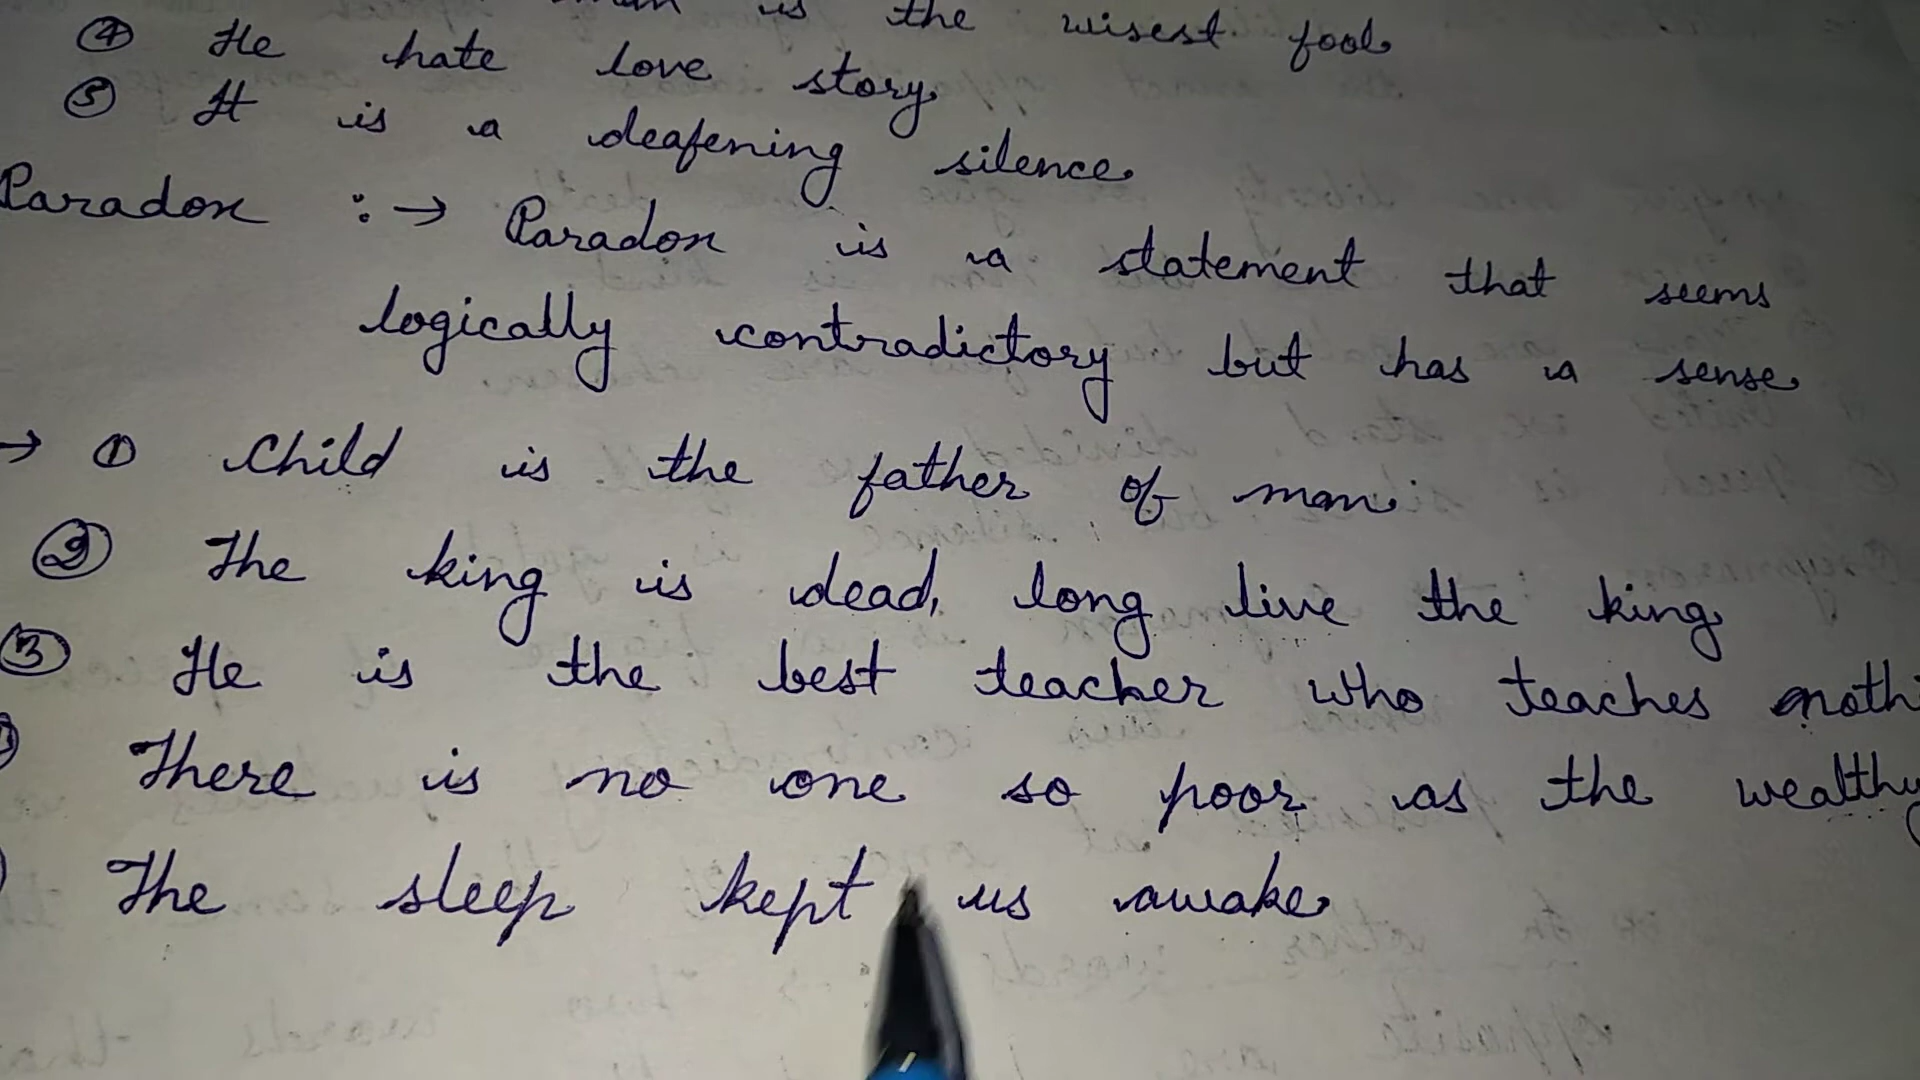 man is the wisest fool
④ He hate love story
⑤ It is a deafening silence
Paradox :→ Paradox is a statement that seems
logically contradictory but has a sense
→ ① Child is the father of man
② The king is dead, long live the king
③ He is the best teacher who teaches nothi
There is no one so poor as the wealthy
The sleep kept us awake